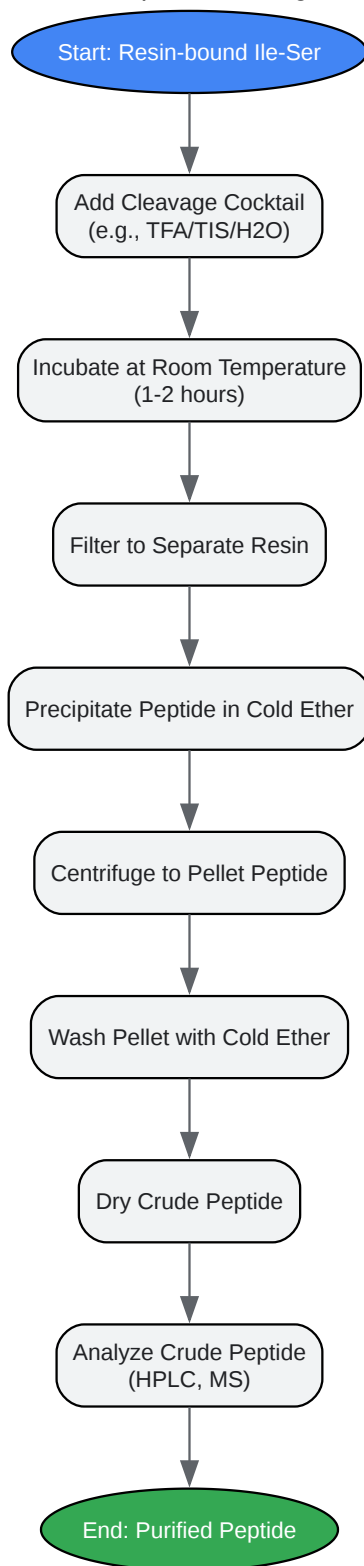 Start: Resin-bound Ile-Ser
Add Cleavage Cocktail
(e.g., TFA/TIS/H2O)
Incubate at Room Temperature
(1-2 hours)
Filter to Separate Resin
Precipitate Peptide in Cold Ether
Centrifuge to Pellet Peptide
Wash Pellet with Cold Ether
Dry Crude Peptide
Analyze Crude Peptide
(HPLC, MS)
End: Purified Peptide